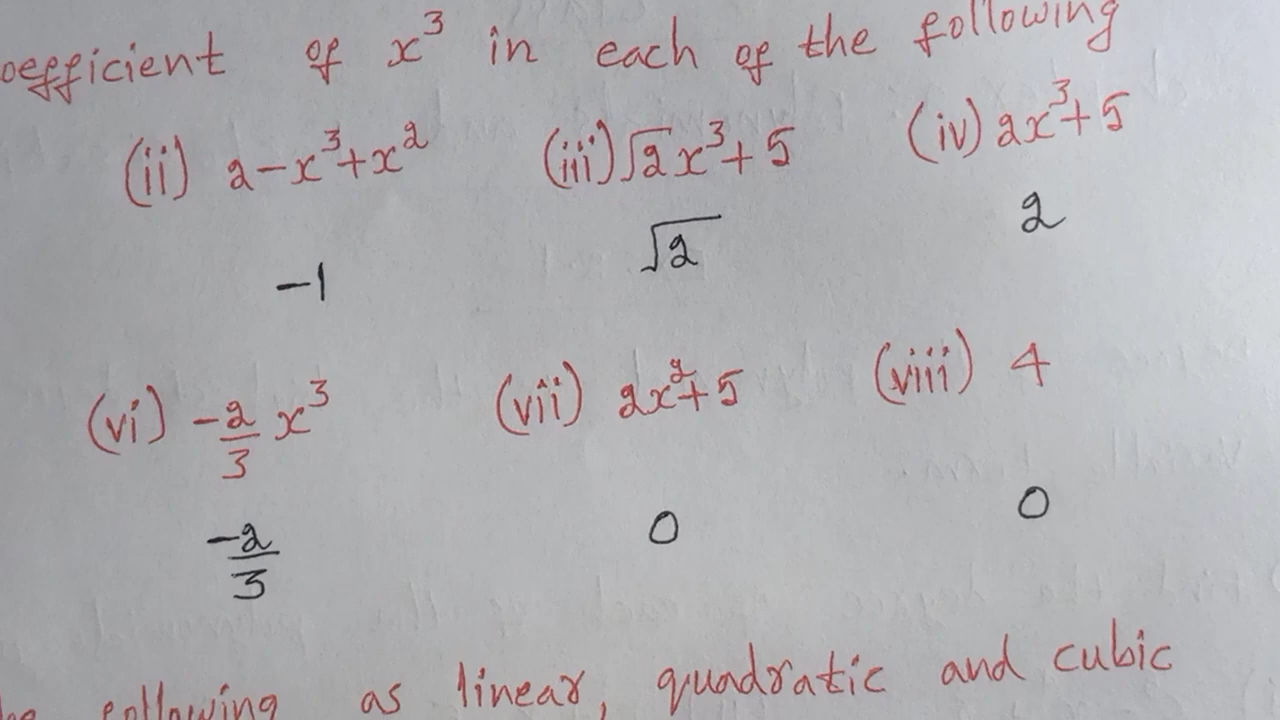 oefficient of x³ in each of the following
(ii) 2-x³+x² (iii) √2x³+5 (iv) 2x³+5
-1 √2 2
(vi) -2/3 x³ (vii) 2x²+5 (viii) 4
-2/3 0 0
following as linear, quadratic and cubic